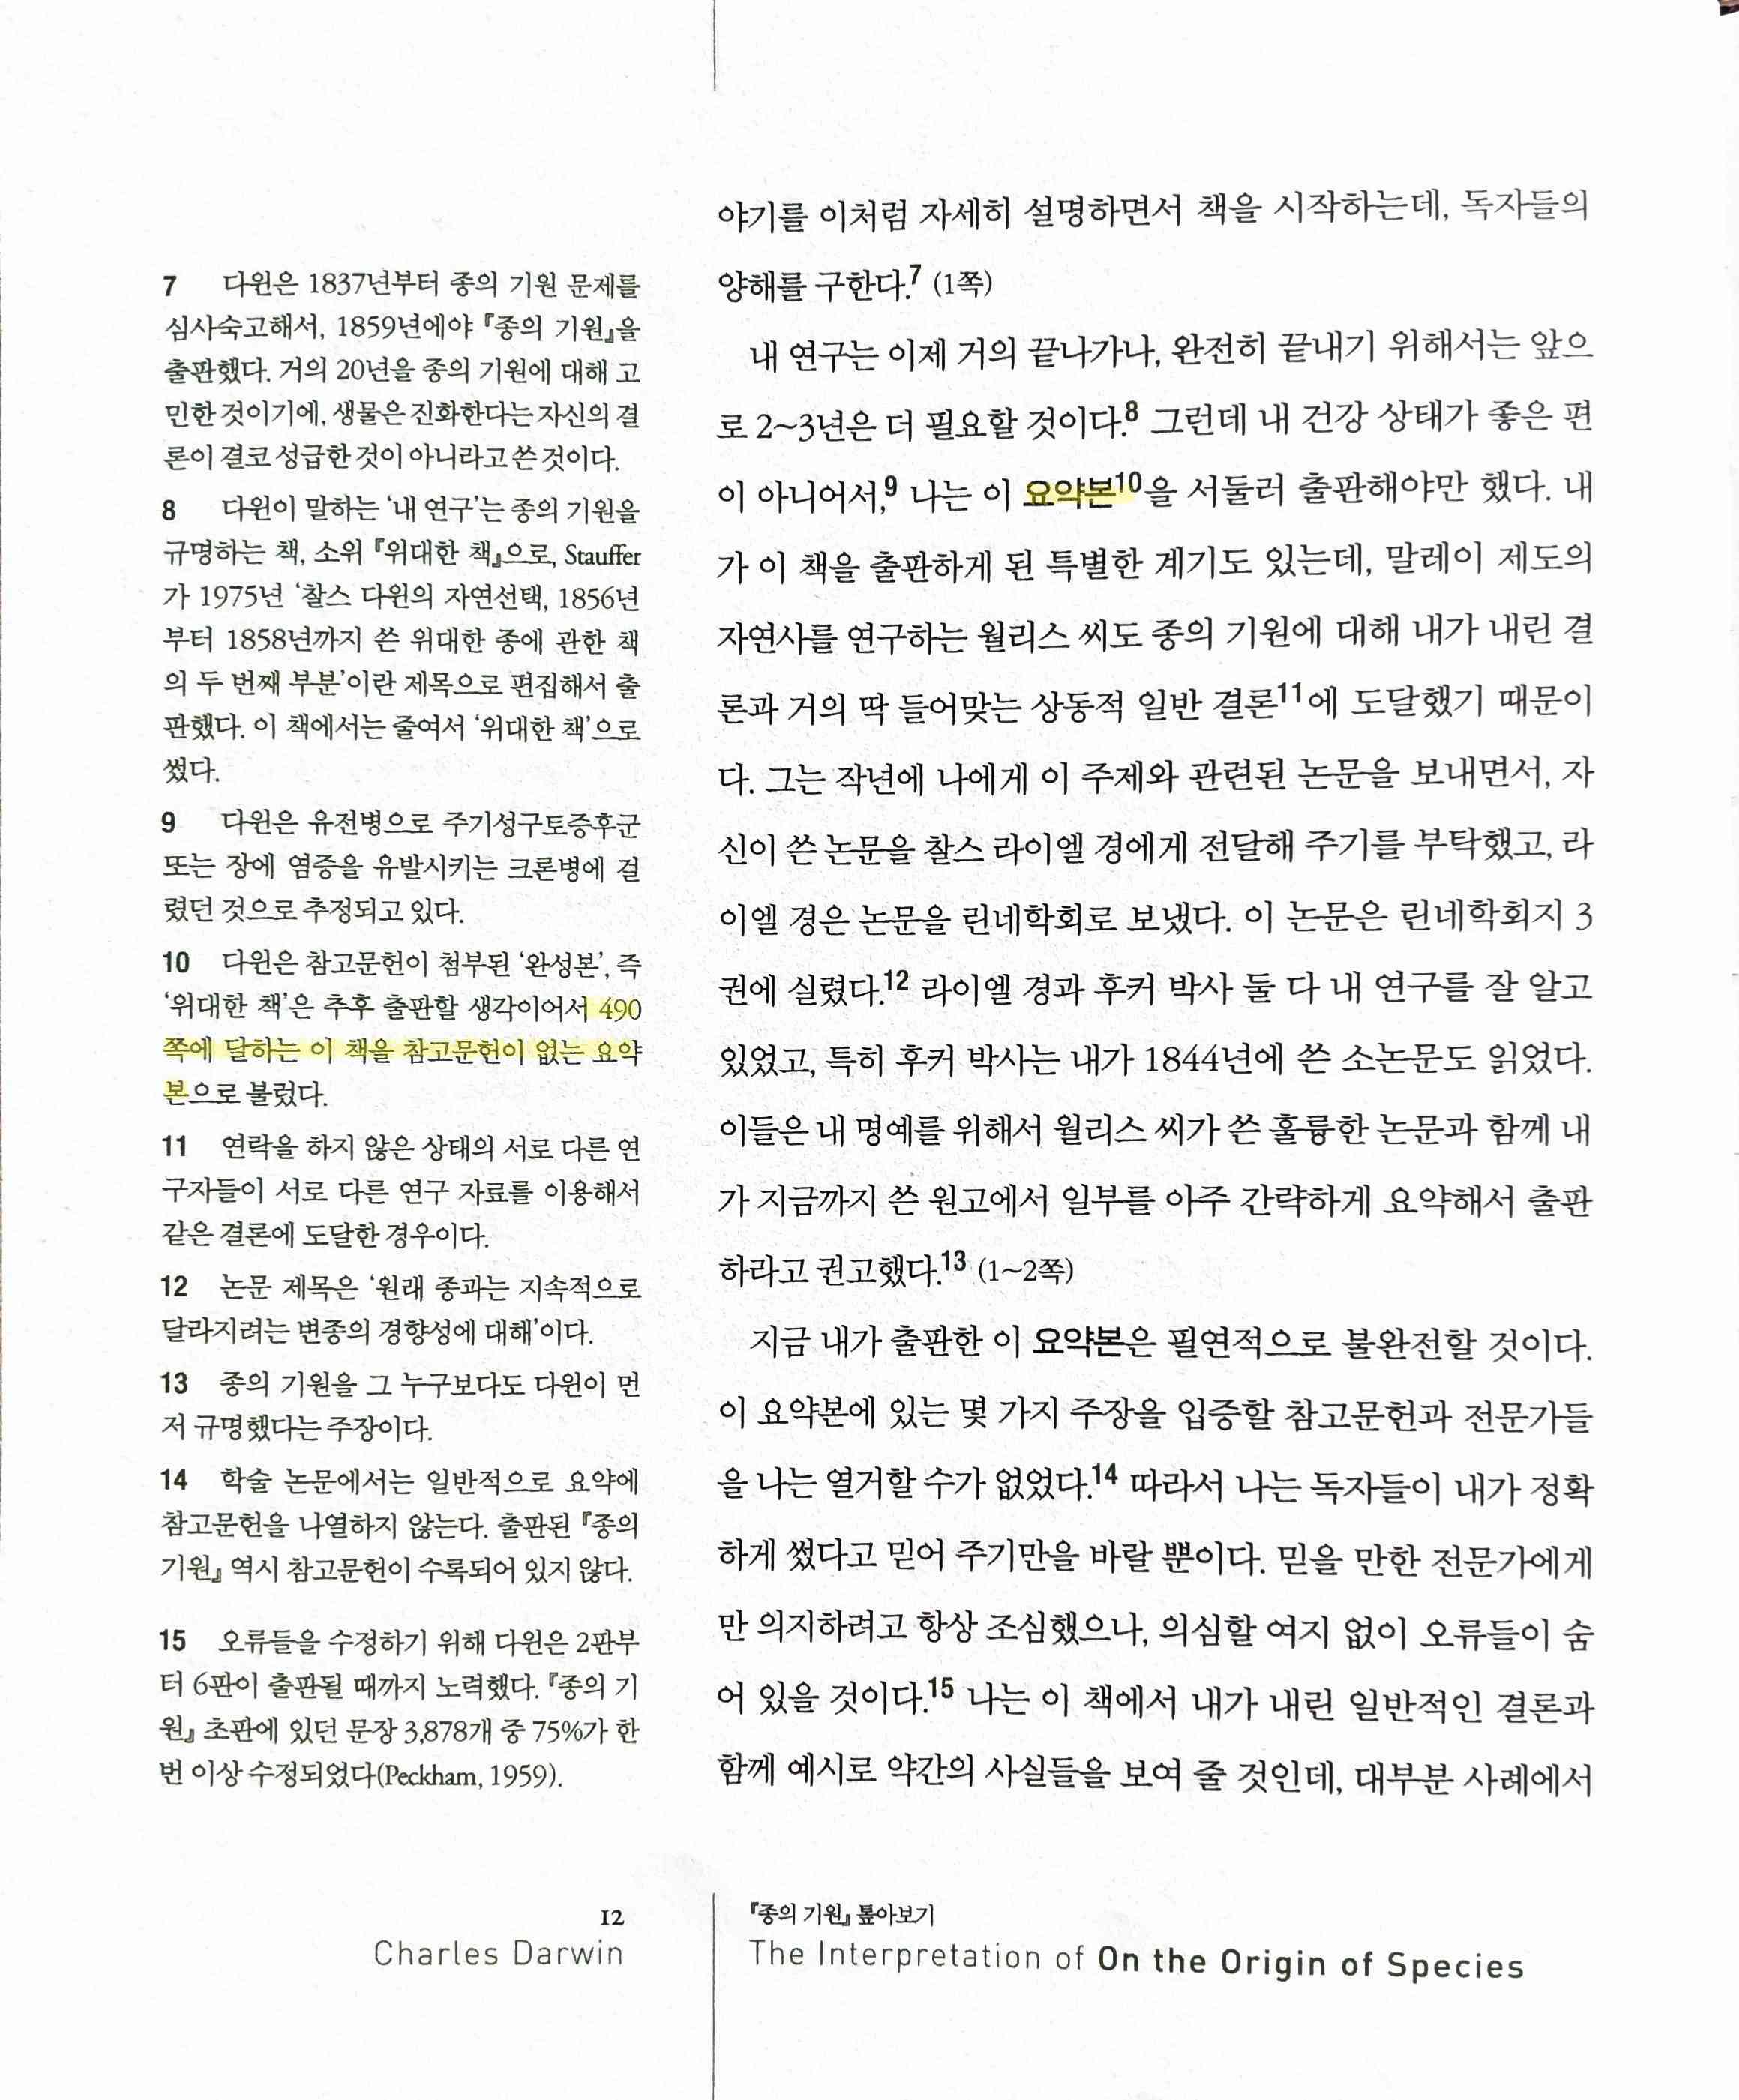 7 다윈은 1837년부터 종의 기원 문제를
심사숙고해서, 1859년에야 『종의 기원』을
출판했다. 거의 20년을 종의 기원에 대해 고
민한 것이기에, 생물은 진화한다는 자신의 결
론이 결코 성급한 것이 아니라고 쓴 것이다.
8 다윈이 말하는 ‘내 연구’는 종의 기원을
규명하는 책, 소위 『위대한 책』으로, Stauffer
가 1975년 ‘찰스 다윈의 자연선택, 1856년
부터 1858년까지 쓴 위대한 종에 관한 책
의 두 번째 부분’이란 제목으로 편집해서 출
판했다. 이 책에서는 줄여서 ‘위대한 책’으로
썼다.
9 다윈은 유전병으로 주기성구토증후군
또는 장에 염증을 유발시키는 크론병에 걸
렸던 것으로 추정되고 있다.
10 다윈은 참고문헌이 첨부된 ‘완성본’, 즉
‘위대한 책’은 추후 출판할 생각이어서 490
쪽에 달하는 이 책을 참고문헌이 없는 요약
본으로 불렀다.
11 연락을 하지 않은 상태의 서로 다른 연
구자들이 서로 다른 연구 자료를 이용해서
같은 결론에 도달한 경우이다.
12 논문 제목은 ‘원래 종과는 지속적으로
달라지려는 변종의 경향성에 대해’이다.
13 종의 기원을 그 누구보다도 다윈이 먼
저 규명했다는 주장이다.
14 학술 논문에서는 일반적으로 요약에
참고문헌을 나열하지 않는다. 출판된 『종의
기원』 역시 참고문헌이 수록되어 있지 않다.
15 오류들을 수정하기 위해 다윈은 2판부
터 6판이 출판될 때까지 노력했다. 『종의 기
원』 초판에 있던 문장 3,878개 중 75%가 한
번 이상 수정되었다(Peckham, 1959).
야기를 이처럼 자세히 설명하면서 책을 시작하는데, 독자들의
양해를 구한다.7 (1쪽)
내 연구는 이제 거의 끝나가나, 완전히 끝내기 위해서는 앞으
로 2~3년은 더 필요할 것이다.8 그런데 내 건강 상태가 좋은 편
이 아니어서,9 나는 이 요약본10을 서둘러 출판해야만 했다. 내
가 이 책을 출판하게 된 특별한 계기도 있는데, 말레이 제도의
자연사를 연구하는 월리스 씨도 종의 기원에 대해 내가 내린 결
론과 거의 딱 들어맞는 상동적 일반 결론11에 도달했기 때문이
다. 그는 작년에 나에게 이 주제와 관련된 논문을 보내면서, 자
신이 쓴 논문을 찰스 라이엘 경에게 전달해 주기를 부탁했고, 라
이엘 경은 논문을 린네학회로 보냈다. 이 논문은 린네학회지 3
권에 실렸다.12 라이엘 경과 후커 박사 둘 다 내 연구를 잘 알고
있었고, 특히 후커 박사는 내가 1844년에 쓴 소논문도 읽었다.
이들은 내 명예를 위해서 월리스 씨가 쓴 훌륭한 논문과 함께 내
가 지금까지 쓴 원고에서 일부를 아주 간략하게 요약해서 출판
하라고 권고했다.13 (1~2쪽)
지금 내가 출판한 이 요약본은 필연적으로 불완전할 것이다.
이 요약본에 있는 몇 가지 주장을 입증할 참고문헌과 전문가들
을 나는 열거할 수가 없었다.14 따라서 나는 독자들이 내가 정확
하게 썼다고 믿어 주기만을 바랄 뿐이다. 믿을 만한 전문가에게
만 의지하려고 항상 조심했으나, 의심할 여지 없이 오류들이 숨
어 있을 것이다.15 나는 이 책에서 내가 내린 일반적인 결론과
함께 예시로 약간의 사실들을 보여 줄 것인데, 대부분 사례에서
12
Charles Darwin
『종의 기원』 톺아보기
The Interpretation of On the Origin of Species